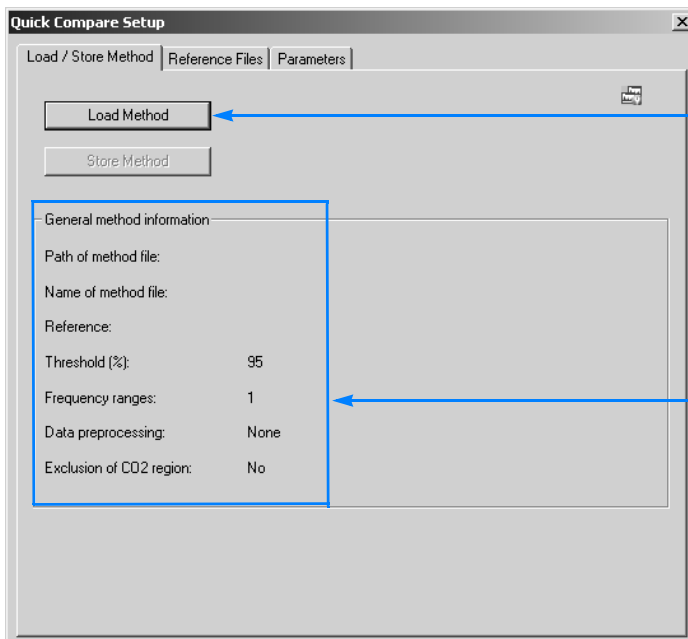 Quick Compare Setup
Load / Store Method Reference Files Parameters
Load Method
Store Method
General method information
Path of method file:
Name of method file:
Reference:
Threshold (%): 95
Frequency ranges: 1
Data preprocessing: None
Exclusion of CO2 region: No